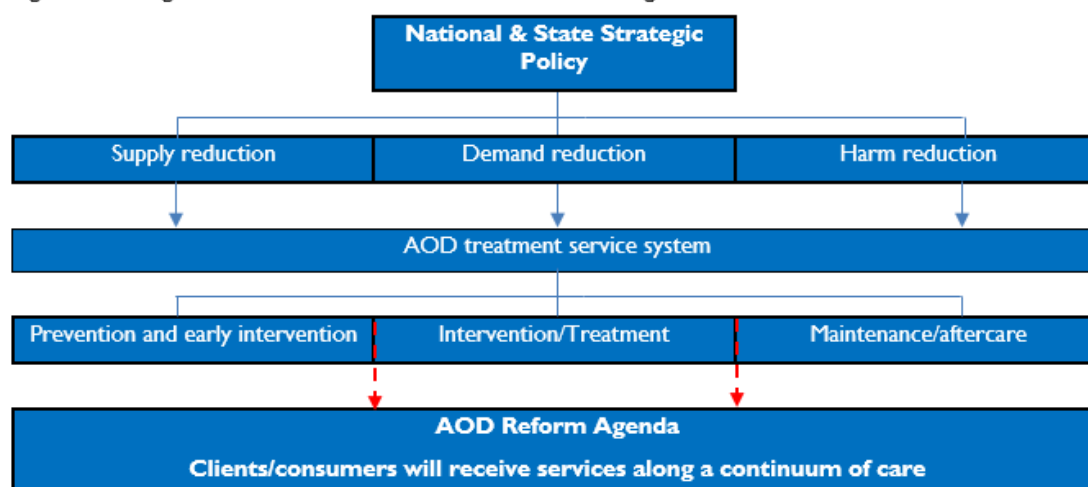 National & State Strategic
Policy
Supply reduction
Demand reduction
Harm reduction
AOD treatment service system
Prevention and early intervention
Intervention/Treatment
Maintenance/aftercare
AOD Reform Agenda
Clients/consumers will receive services along a continuum of care